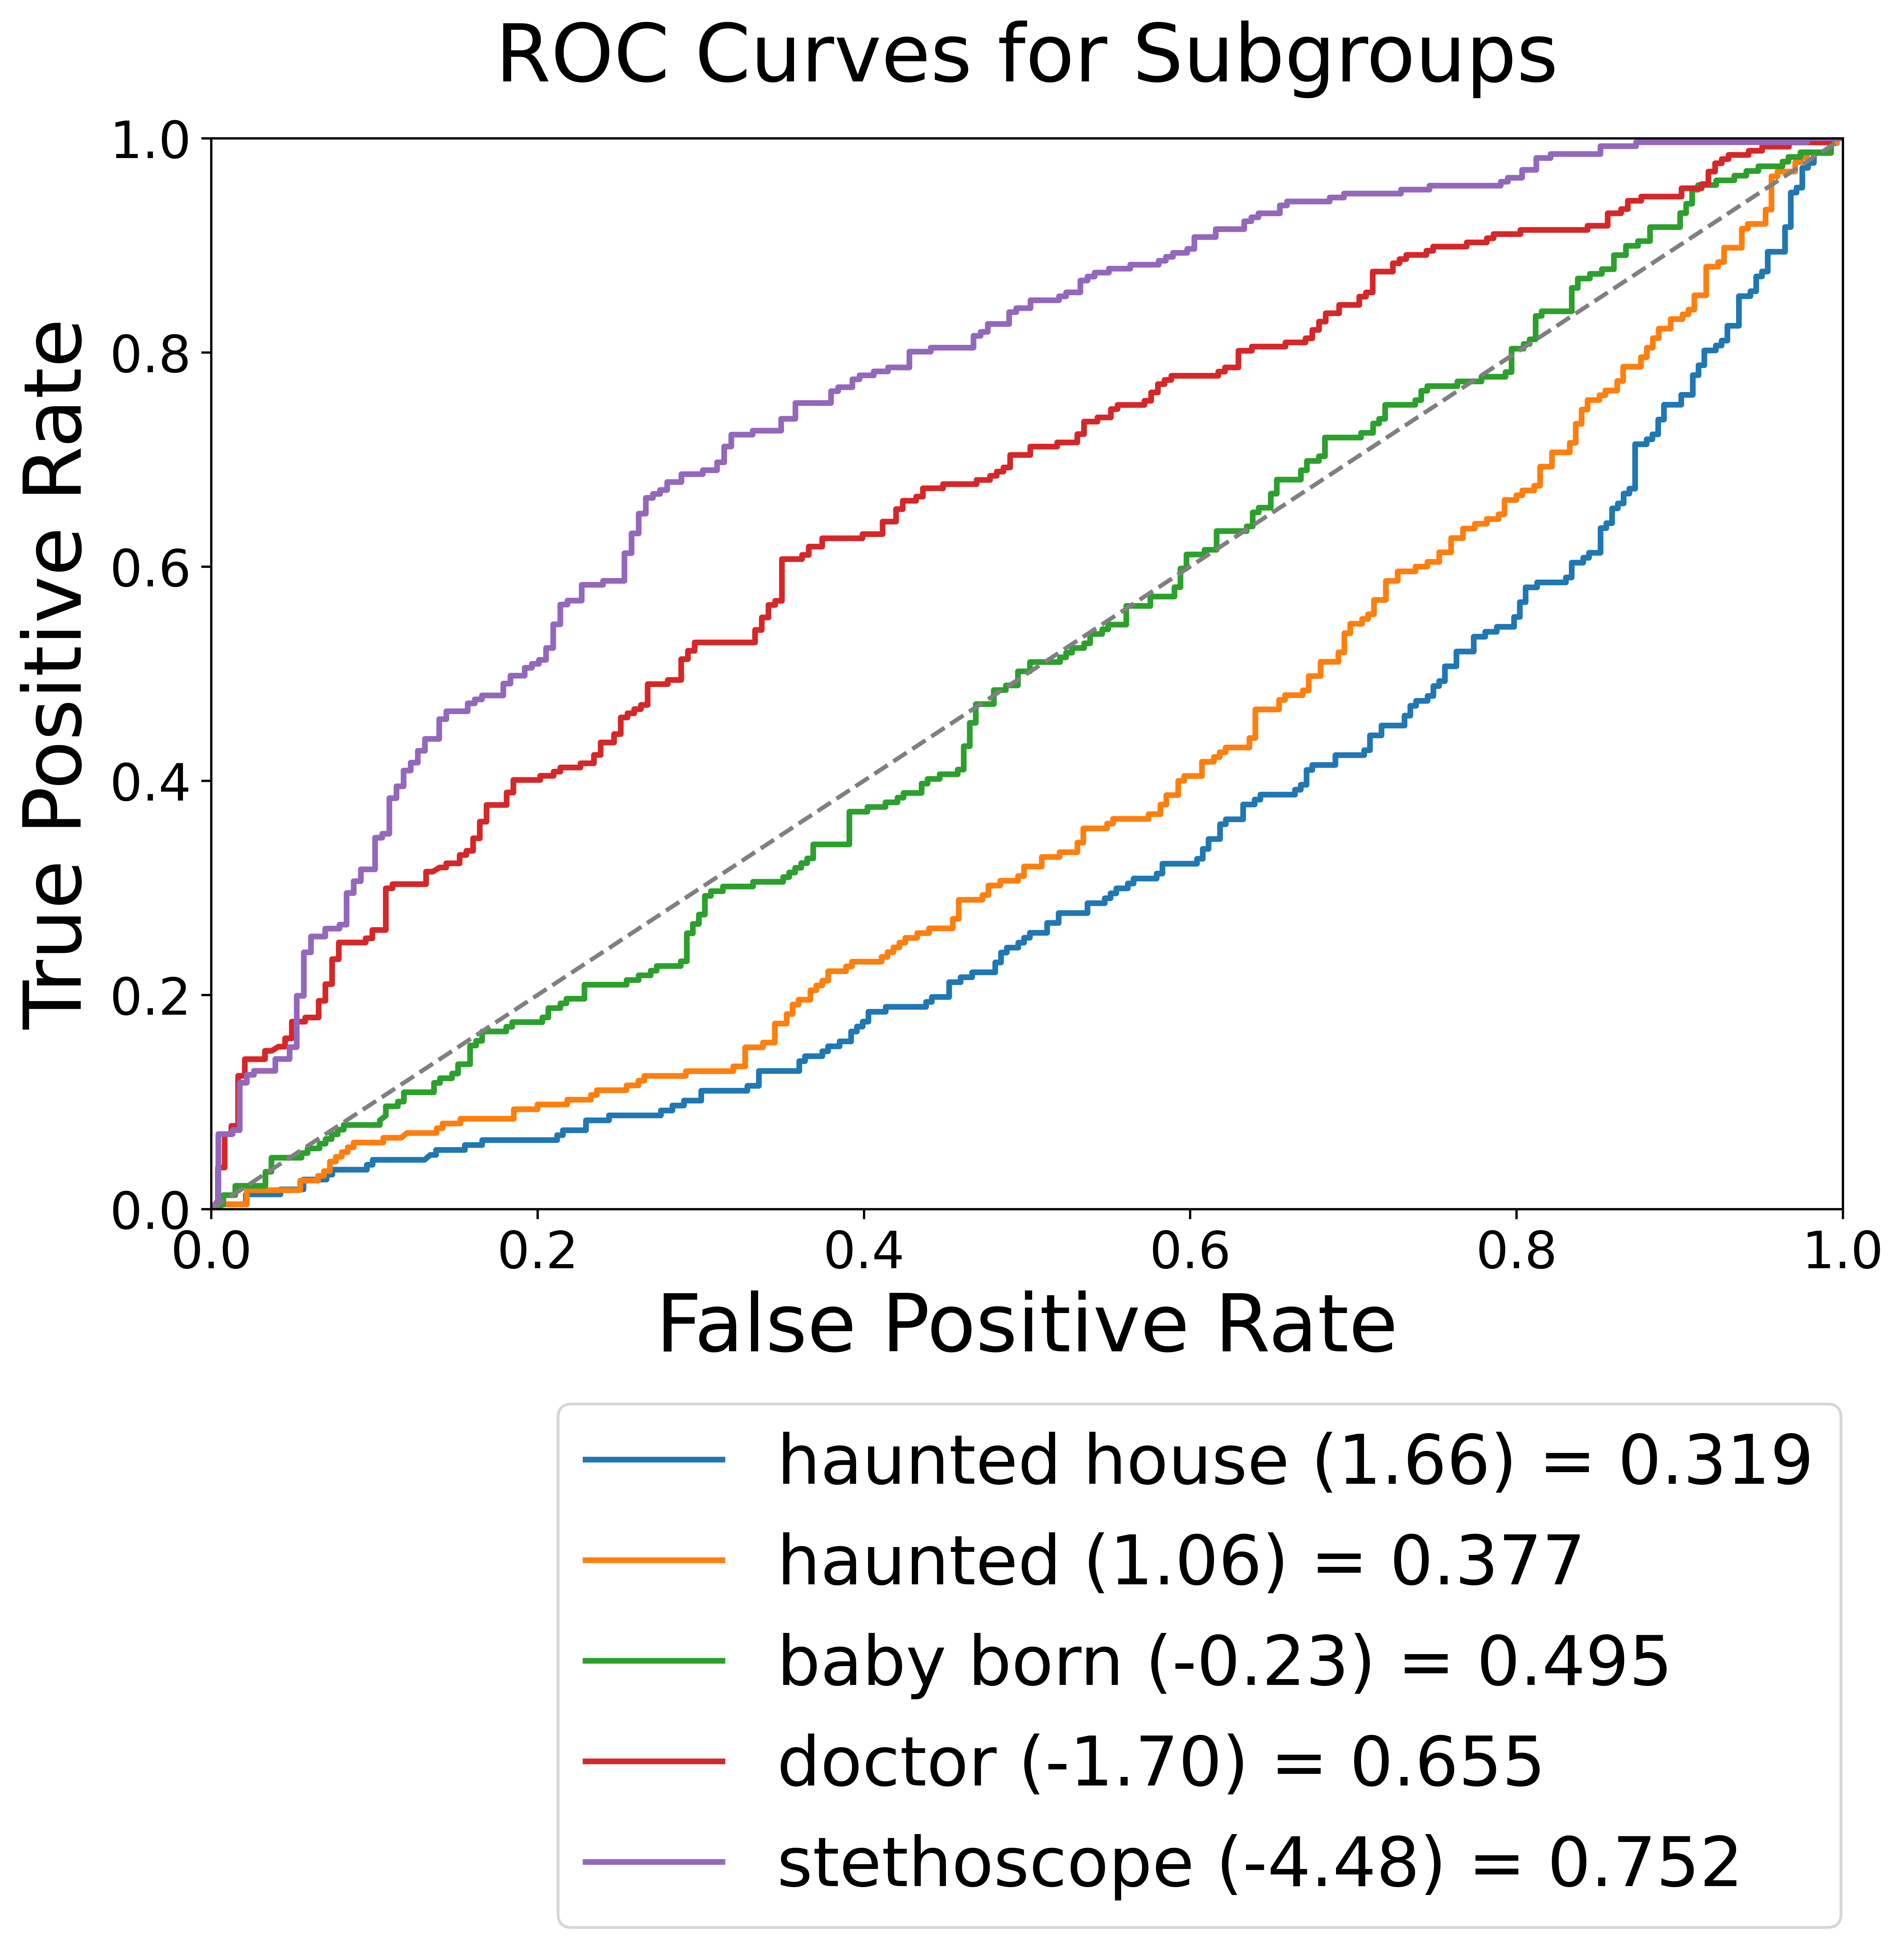 ROC Curves for Subgroups
1.0
0.8
0.6
0.4
0.2
0.0
True Positive Rate
0.0 0.2 0.4 0.6 0.8 1.0
False Positive Rate
haunted house (1.66) = 0.319
haunted (1.06) = 0.377
baby born (-0.23) = 0.495
doctor (-1.70) = 0.655
stethoscope (-4.48) = 0.752